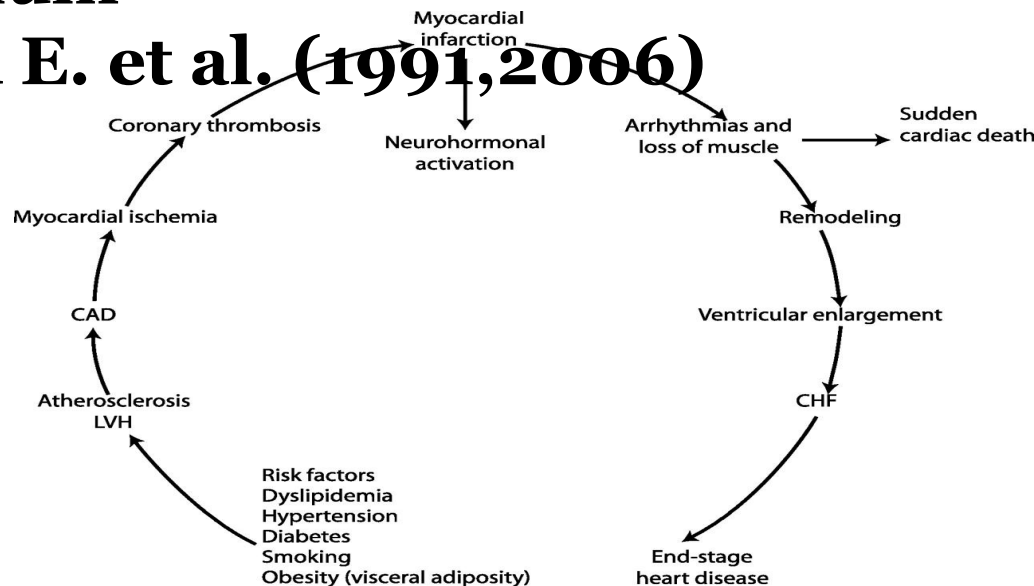 E. et al. (1991,2006)
Myocardial
infarction
Coronary thrombosis
Neurohormonal
activation
Arrhythmias and
loss of muscle
Sudden
cardiac death
Myocardial ischemia
Remodeling
CAD
Ventricular enlargement
Atherosclerosis
LVH
CHF
Risk factors
Dyslipidemia
Hypertension
Diabetes
Smoking
Obesity (visceral adiposity)
End-stage
heart disease